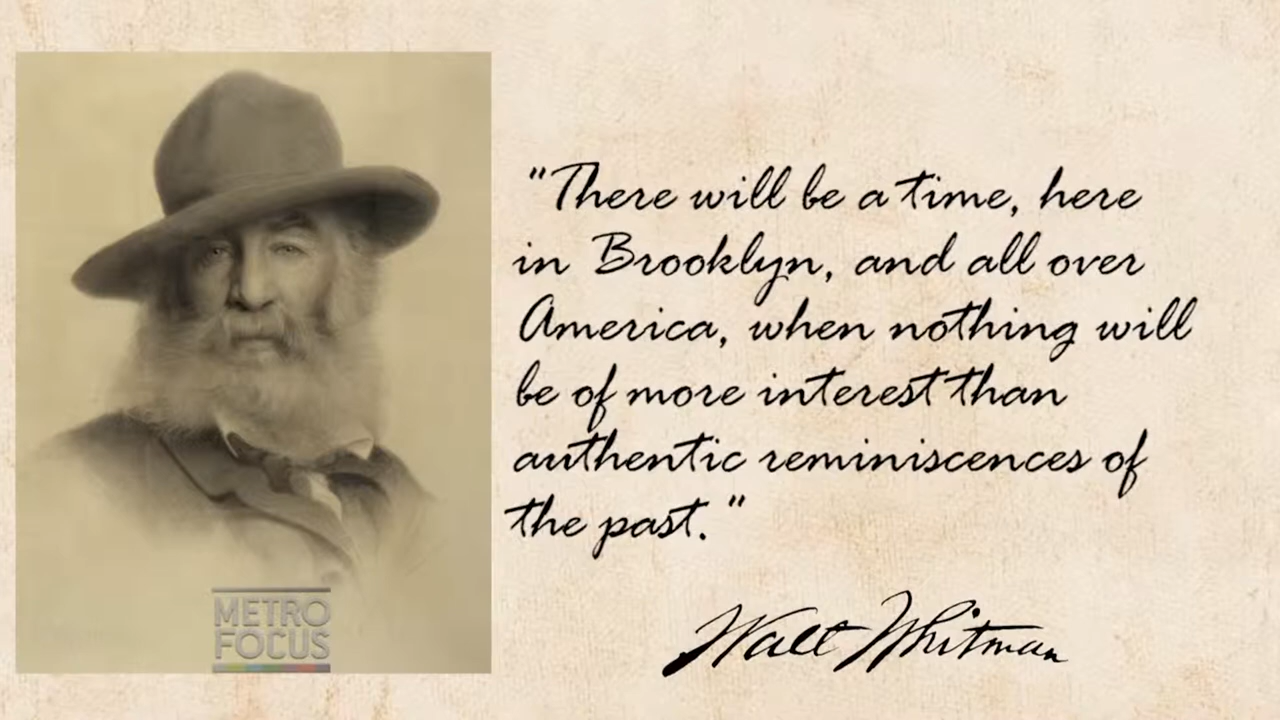 "There will be a time, here
in Brooklyn, and all over
America, when nothing will
be of more interest than
authentic reminiscences of
the past."
Walt Whitman
METRO
FOCUS